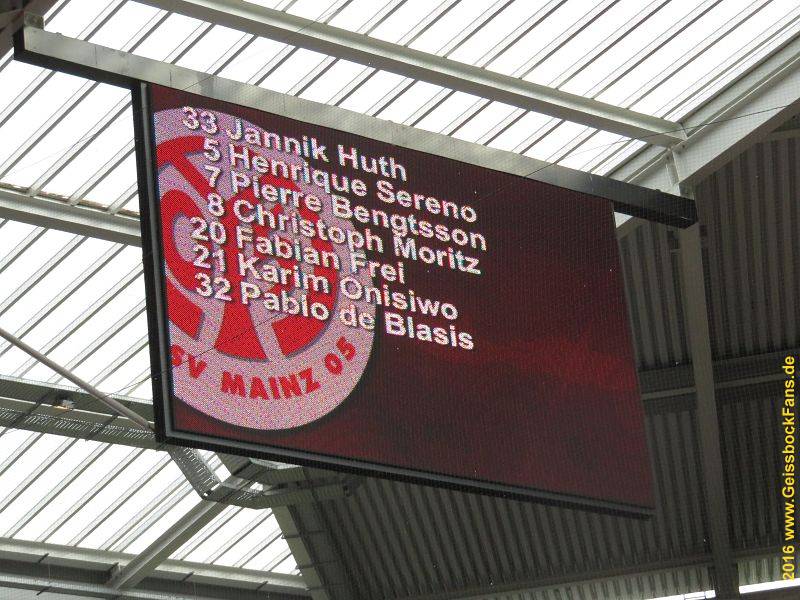 33 Jannik Huth
5 Henrique Sereno
7 Pierre Bengtsson
8 Christoph Moritz
20 Fabian Frei
21 Karim Onisiwo
32 Pablo de Blasis
SV MAINZ 05
2016 www.GeissbockFans.de